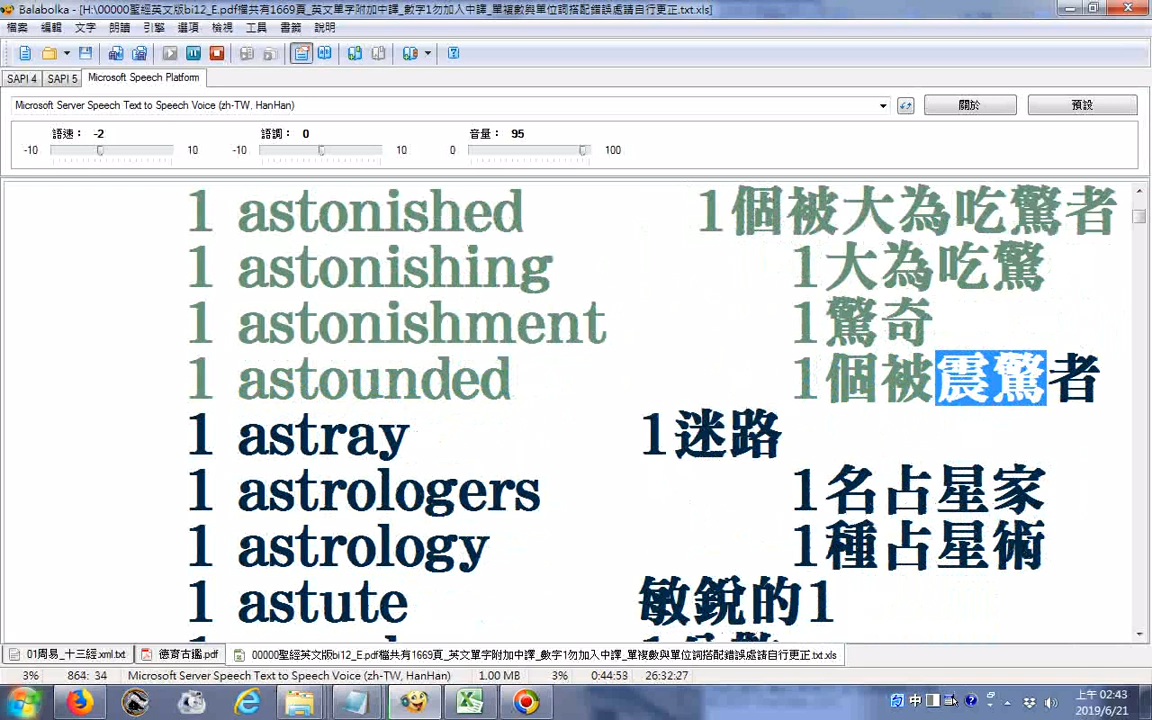 Balabolka - [H:\00000聖經英文版bi12_E.pdf檔共有1669頁_英文單字附加中譯_數字1勿加入中譯_單複數與單位詞搭配錯誤處請自行更正.txt.xls]
檔案 編輯 文字 朗讀 引擎 選項 檢視 工具 書籤 說明
SAPI 4 SAPI 5 Microsoft Speech Platform
Microsoft Server Speech Text to Speech Voice (zh-TW, HanHan) 關於 預設
語速： -2 語調： 0 音量： 95
-10 10 -10 10 0 100
1 astonished 1個被大為吃驚者
1 astonishing 1大為吃驚
1 astonishment 1驚奇
1 astounded 1個被震驚者
1 astray 1迷路
1 astrologers 1名占星家
1 astrology 1種占星術
1 astute 敏銳的1
01周易_十三經.xml.txt 德育古鑑.pdf 00000聖經英文版bi12_E.pdf檔共有1669頁_英文單字附加中譯_數字1勿加入中譯_單複數與單位詞搭配錯誤處請自行更正.txt.xls
3% 864: 34 Microsoft Server Speech Text to Speech Voice (zh-TW, HanHan) 1.00 MB 3% 0:44:53 26:32:27
中 上午 02:43
2019/6/21